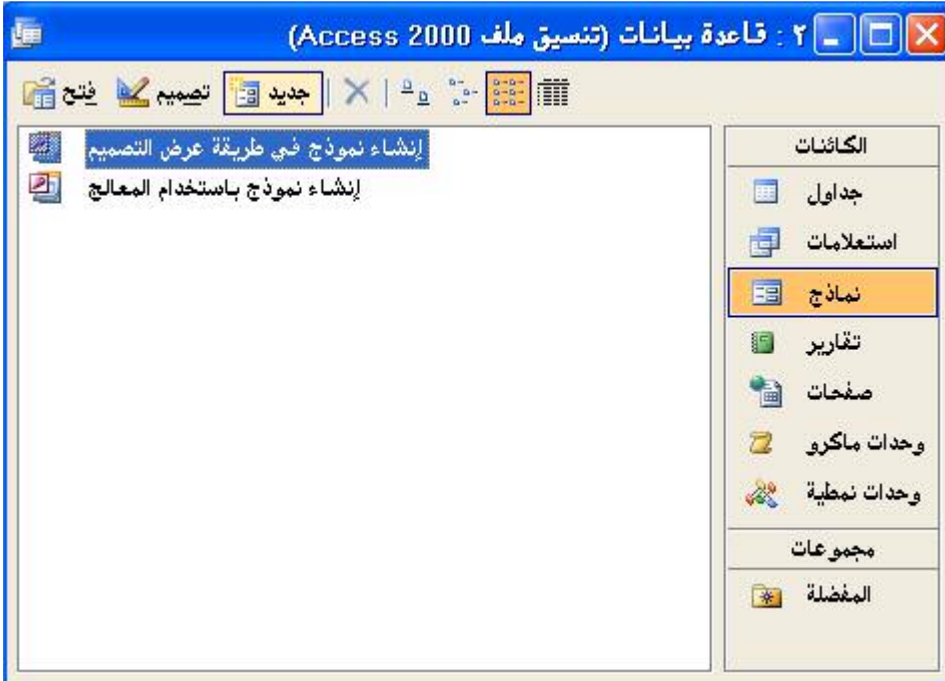 ٢ : قاعدة بيانات (تنسيق ملف Access 2000)
فتح تصميم جديد
الكائنات
جداول
استعلامات
نماذج
تقارير
صفحات
وحدات ماكرو
وحدات نمطية
مجموعات
المفضلة
إنشاء نموذج في طريقة عرض التصميم
إنشاء نموذج باستخدام المعالج